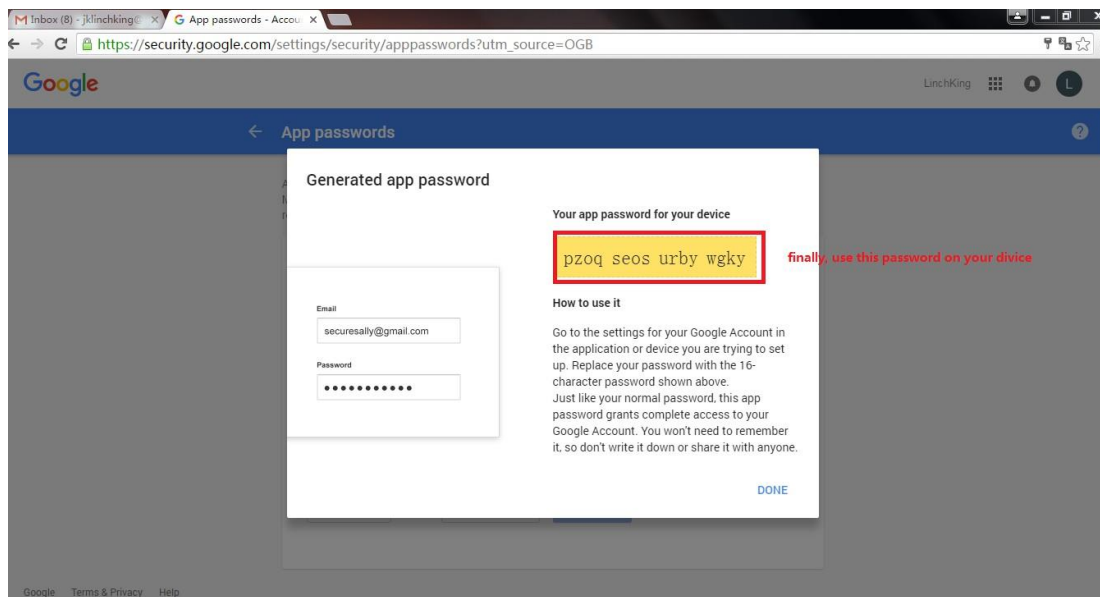 Inbox (8) - jklinchking@
App passwords - Accou
https://security.google.com/settings/security/apppasswords?utm_source=OGB
Google
LinchKing
L
App passwords
Generated app password
Your app password for your device
pzoq seos urby wgky
finally, use this password on your divice
Email
securesally@gmail.com
Password
How to use it
Go to the settings for your Google Account in
the application or device you are trying to set
up. Replace your password with the 16-
character password shown above.
Just like your normal password, this app
password grants complete access to your
Google Account. You won't need to remember
it, so don't write it down or share it with anyone.
DONE
Google Terms & Privacy Help